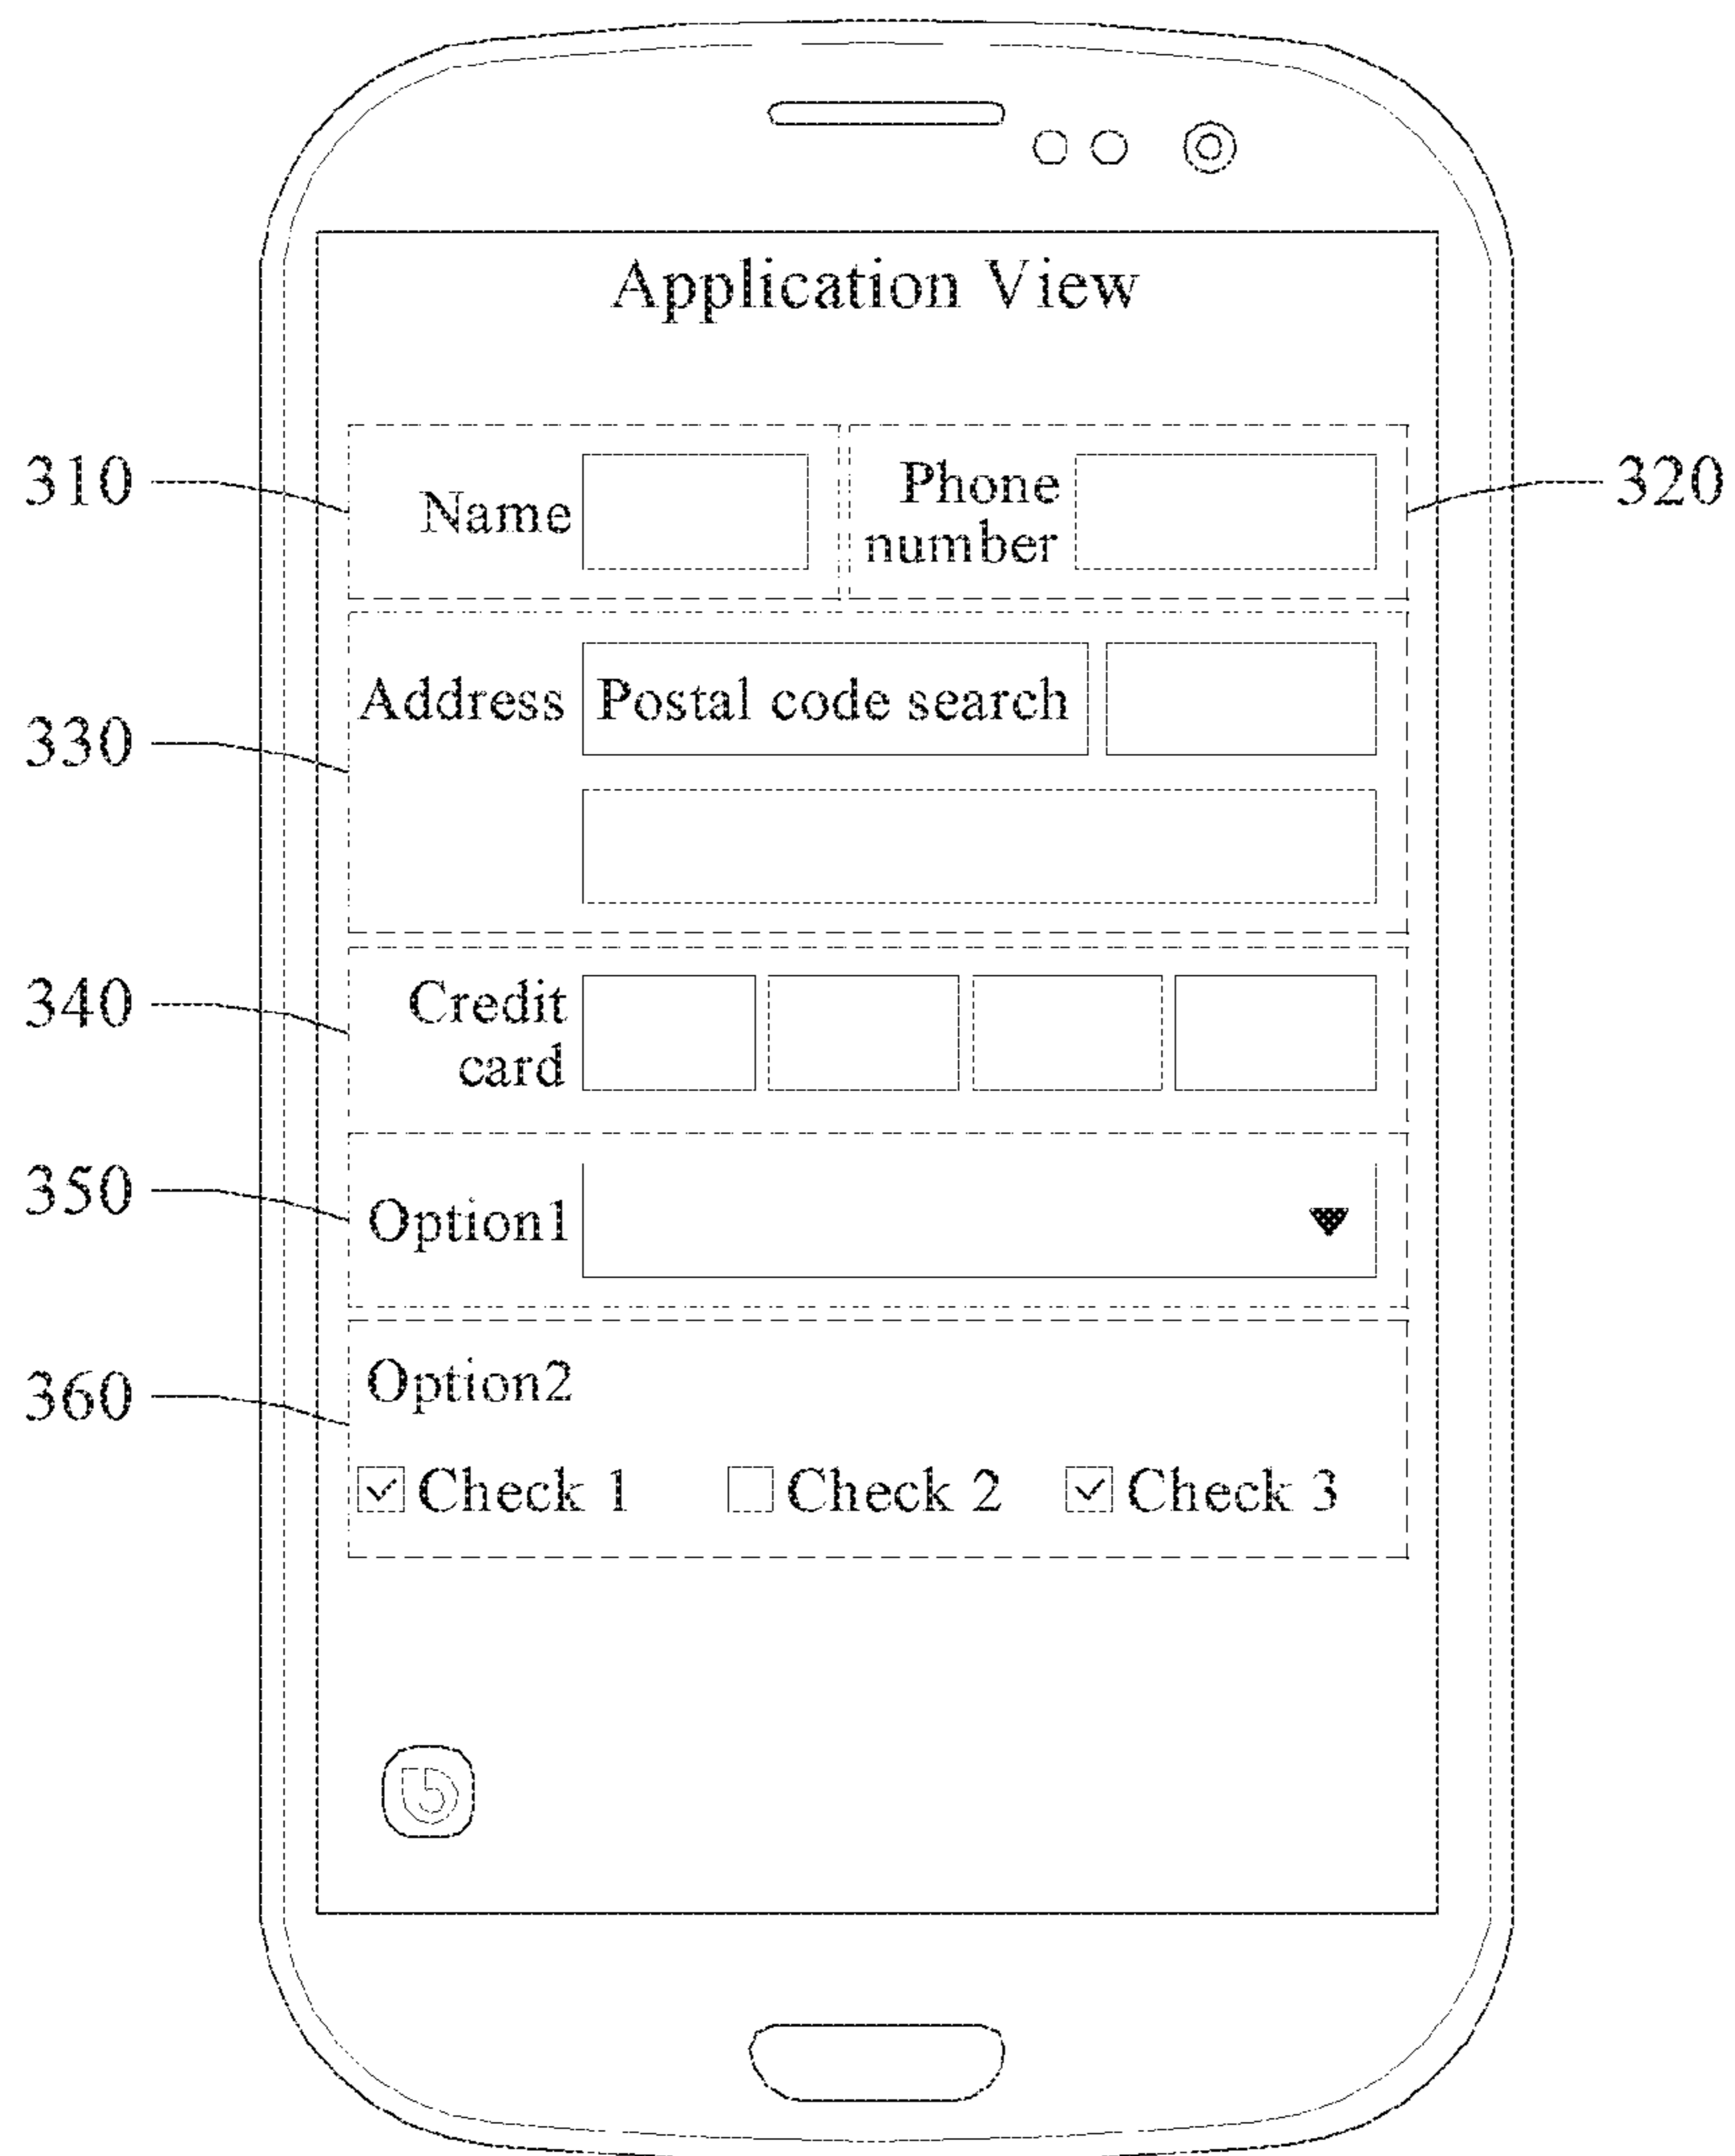 Application View
310
Name
Phone
number
320
330
Address
Postal code search
340
Credit
card
350
Option1
360
Option2
Check 1
Check 2
Check 3